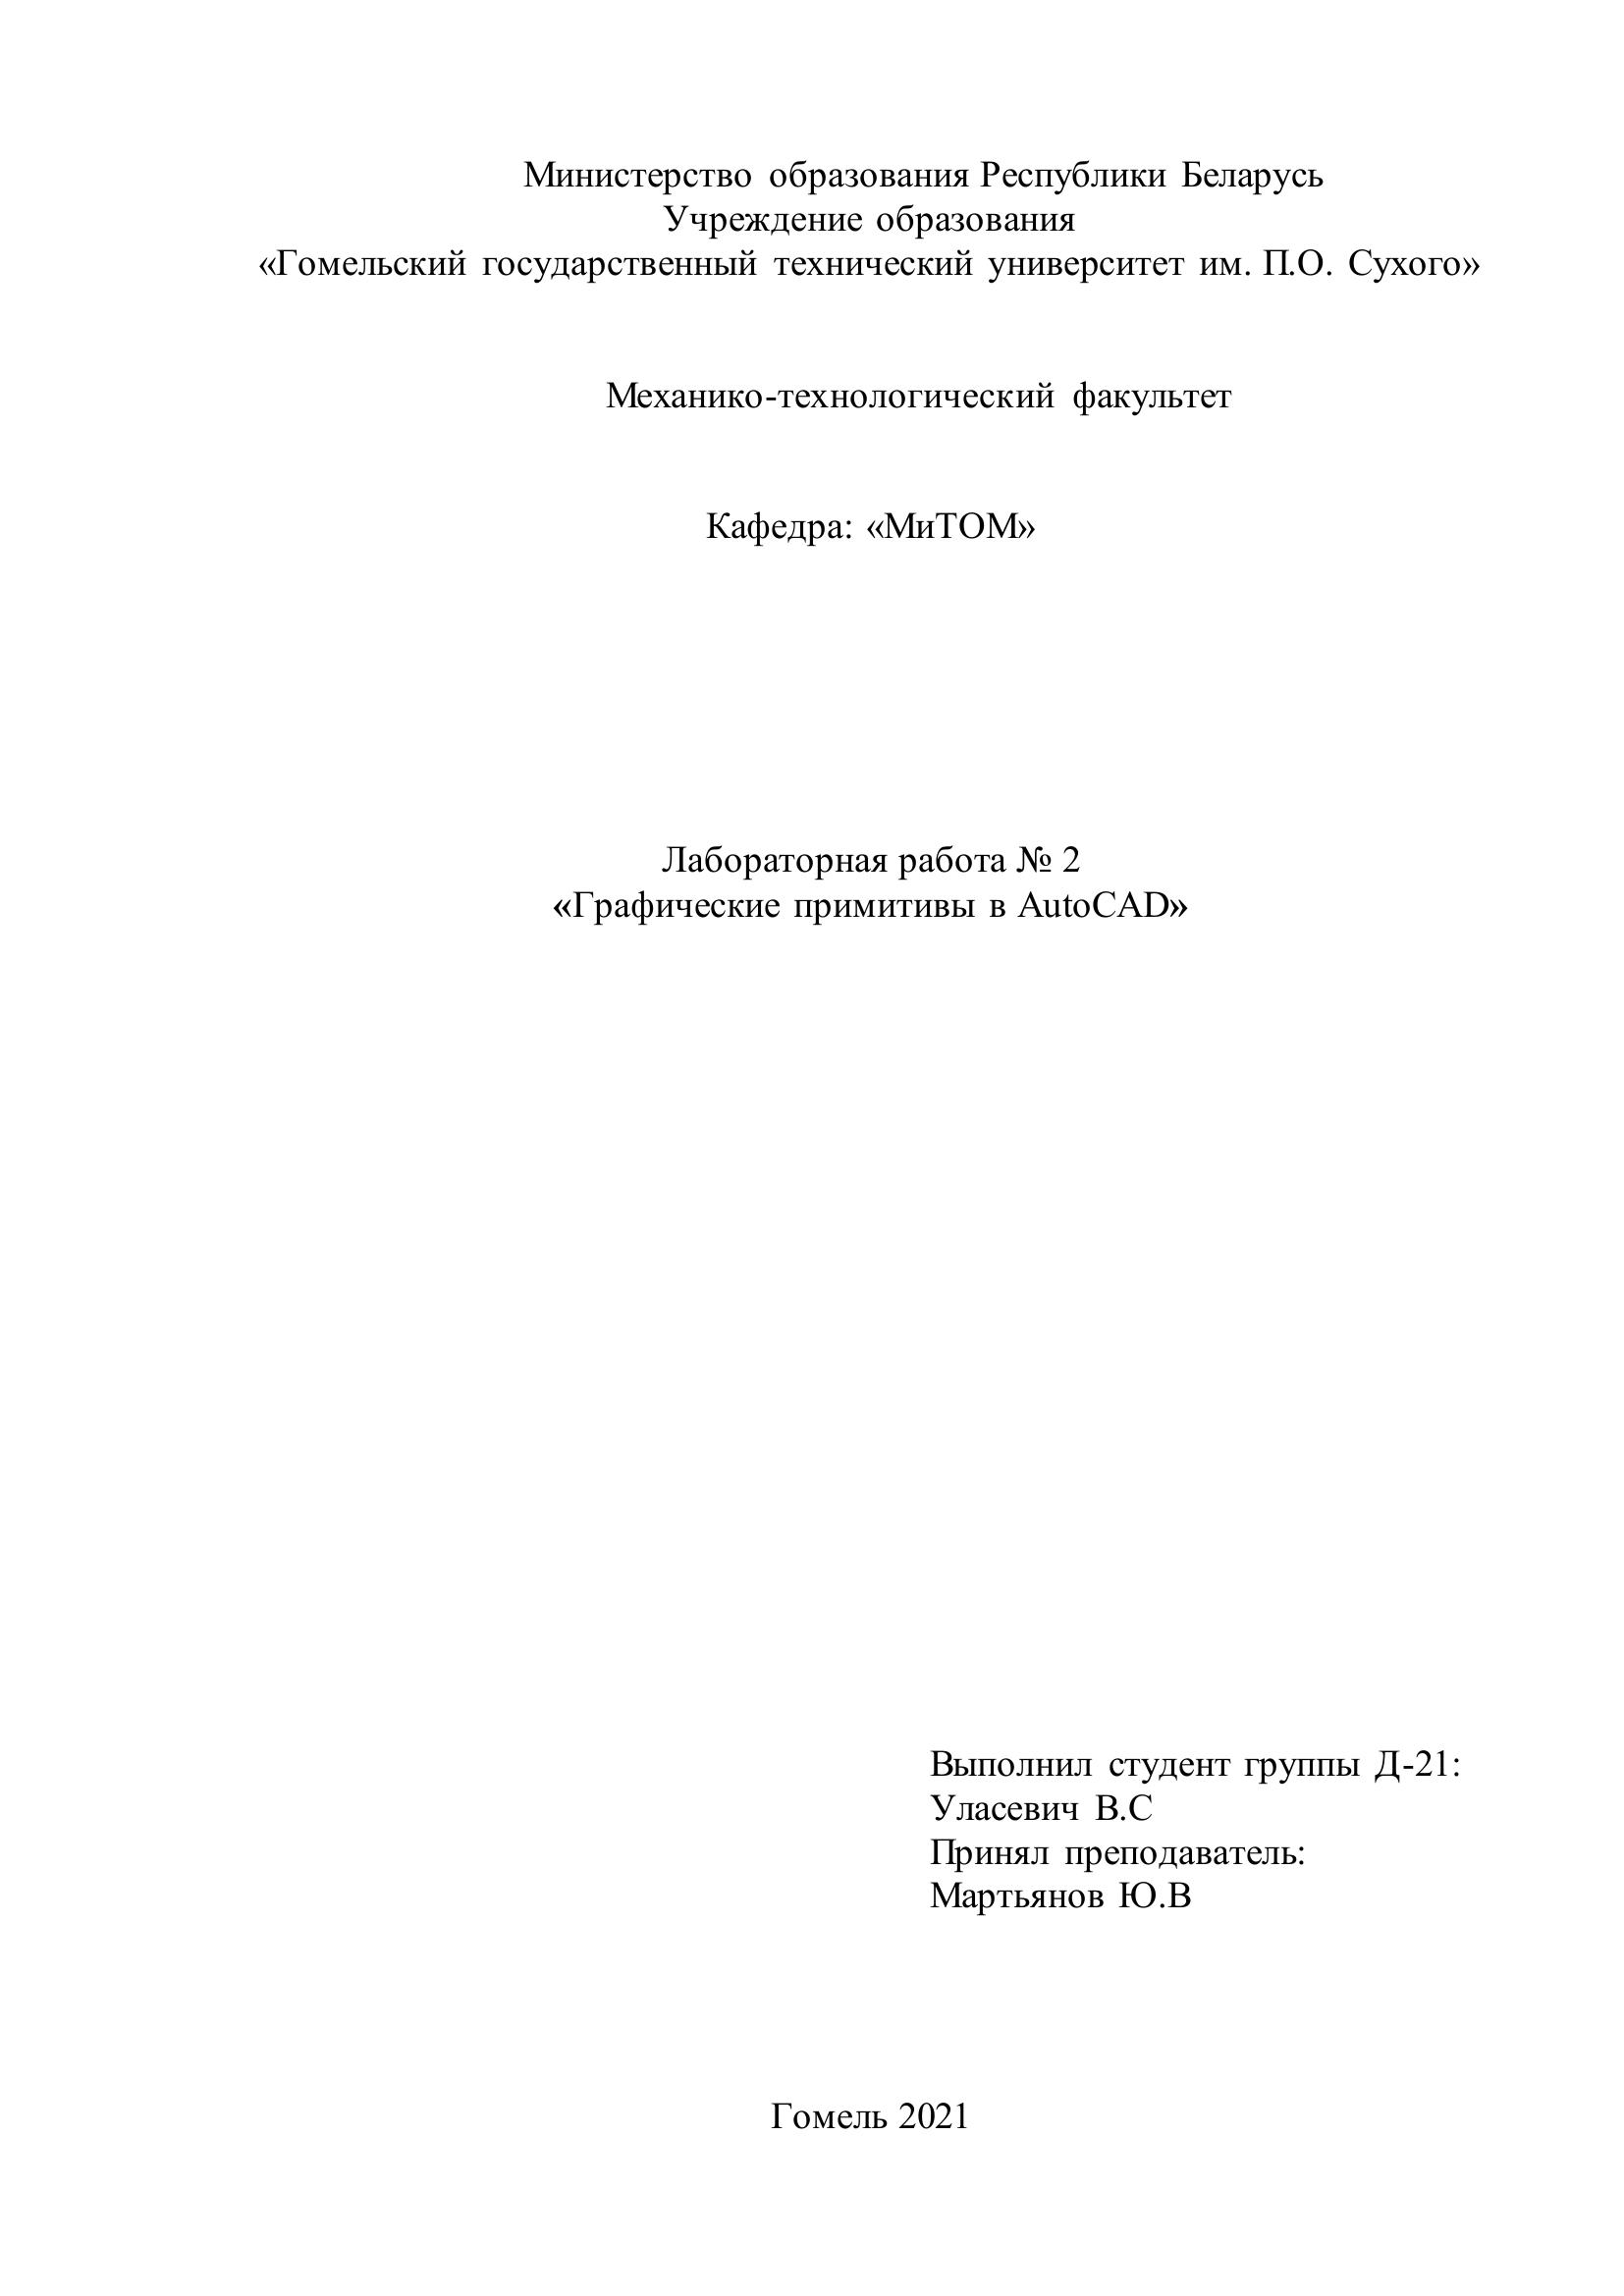 Министерство образования Республики Беларусь
Учреждение образования
«Гомельский государственный технический университет им. П.О. Сухого»
Механико-технологический факультет
Кафедра: «МиТОМ»
Лабораторная работа № 2
«Графические примитивы в AutoCAD»
Выполнил студент группы Д-21:
Уласевич В.С
Принял преподаватель:
Мартьянов Ю.В
Гомель 2021